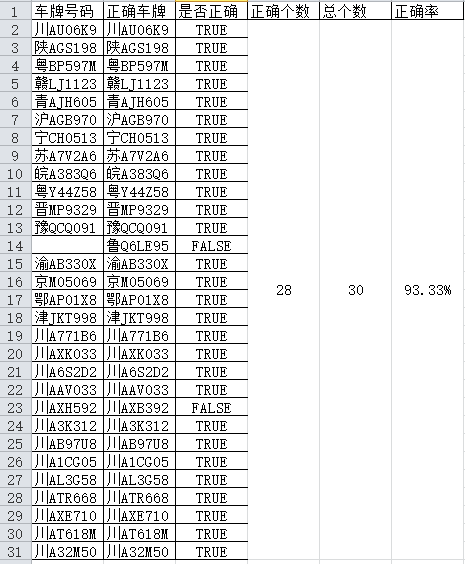 1 车牌号码 正确车牌 是否正确 正确个数 总个数 正确率
2 川AU06K9 川AU06K9 TRUE
3 陕AGS198 陕AGS198 TRUE
4 粤BP597M 粤BP597M TRUE
5 赣LJ1123 赣LJ1123 TRUE
6 青AJH605 青AJH605 TRUE
7 沪AGB970 沪AGB970 TRUE
8 宁CH0513 宁CH0513 TRUE
9 苏A7V2A6 苏A7V2A6 TRUE
10 皖A383Q6 皖A383Q6 TRUE
11 粤Y44Z58 粤Y44Z58 TRUE
12 晋MP9329 晋MP9329 TRUE
13 豫QCQ091 豫QCQ091 TRUE
14 鲁Q6LE95 FALSE
15 渝AB330X 渝AB330X TRUE
16 京M05069 京M05069 TRUE
28 30 93.33%
17 鄂AP01X8 鄂AP01X8 TRUE
18 津JKT998 津JKT998 TRUE
19 川A771B6 川A771B6 TRUE
20 川AXK033 川AXK033 TRUE
21 川A6S2D2 川A6S2D2 TRUE
22 川AAV033 川AAV033 TRUE
23 川AXH592 川AXB392 FALSE
24 川A3K312 川A3K312 TRUE
25 川AB97U8 川AB97U8 TRUE
26 川A1CG05 川A1CG05 TRUE
27 川AL3G58 川AL3G58 TRUE
28 川ATR668 川ATR668 TRUE
29 川AXE710 川AXE710 TRUE
30 川AT618M 川AT618M TRUE
31 川A32M50 川A32M50 TRUE